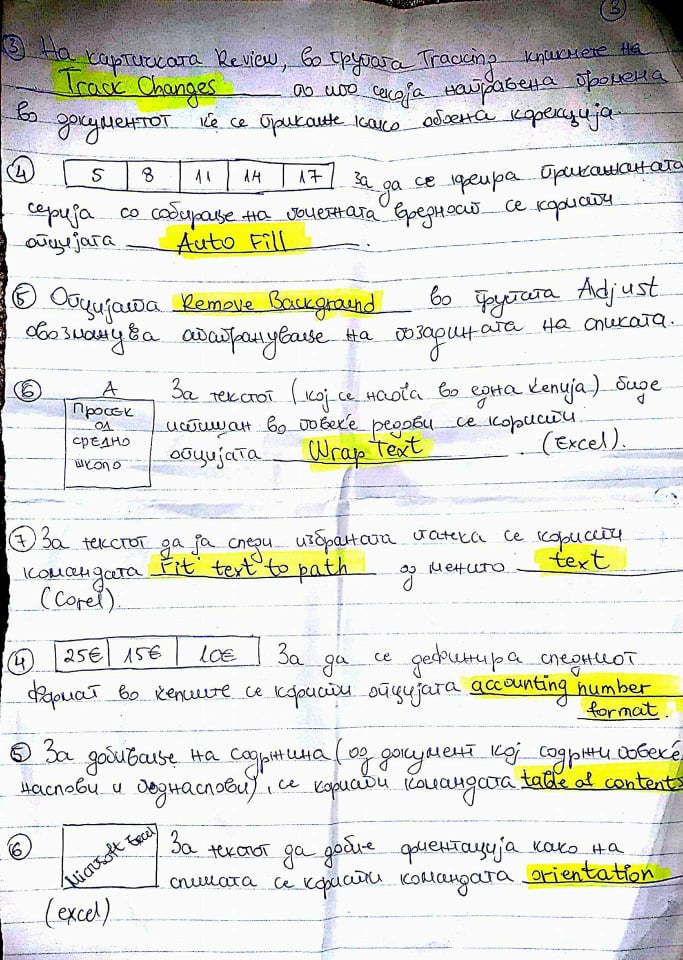 3
③ На картичката Review, во групата Tracking кликнете на
Track Changes по што секоја направена промена
во документот ќе се прикаже како обоена корекција.
④ 5 8 11 14 17 За да се креира прикажаната
серија со собирање на почетната вредност се користи
опцијата Auto Fill.
⑤ Опцијата Remove Background во групата Adjust
овозможува отстранување на позадината на сликата.
⑥ А За текстот (кој се наоѓа во една ќелија) биде
Просек од средно школо испишан во повеќе редови се користи
опцијата Wrap Text (Excel).
⑦ За текстот да ја следи избраната патека се користи
командата Fit text to path од менито text
(Corel).
④ 25€ 15€ 10€ За да се дефинира следниот
формат во ќелиите се користи опцијата accounting number
format.
⑤ За добивање на содржина (од документ кој содржи повеќе
наслови и поднаслови), се користи командата table of contents
⑥ Microsoft Excel За текстот да добие ориентација како на
сликата се користи командата orientation
(excel)